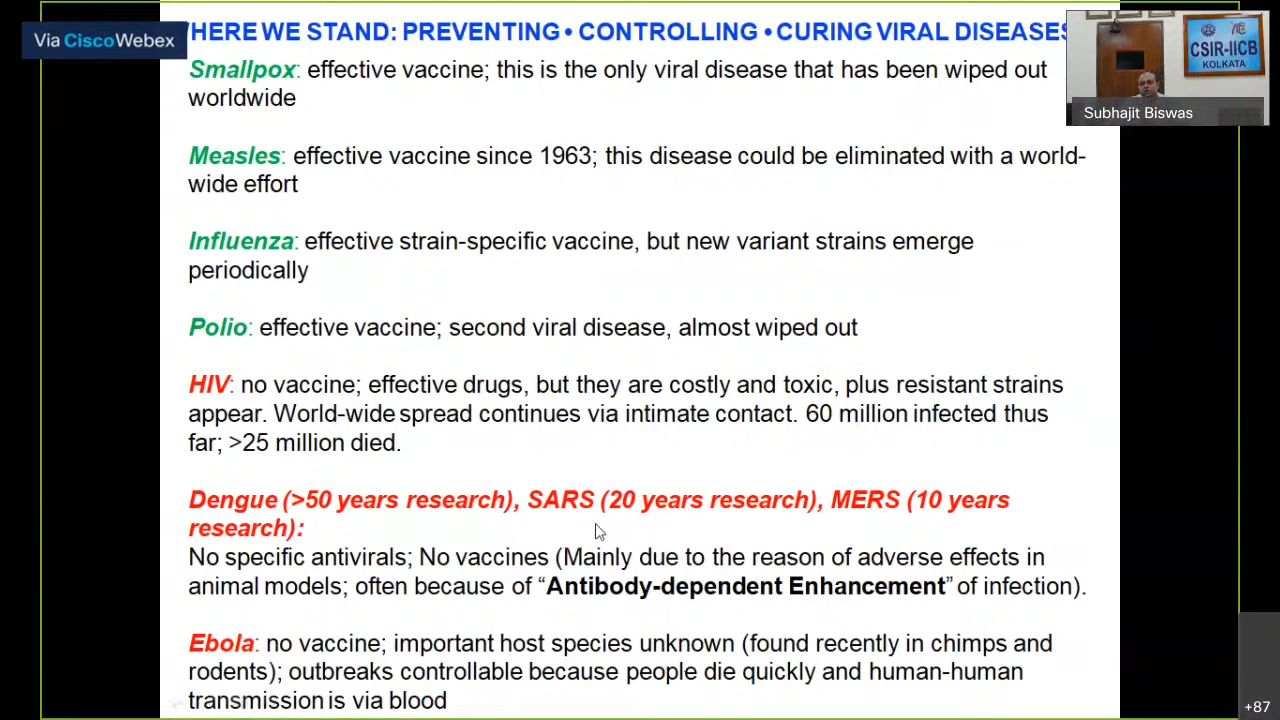 Via Cisco Webex
HERE WE STAND: PREVENTING • CONTROLLING • CURING VIRAL DISEASES
Smallpox: effective vaccine; this is the only viral disease that has been wiped out
worldwide
Measles: effective vaccine since 1963; this disease could be eliminated with a world-
wide effort
Influenza: effective strain-specific vaccine, but new variant strains emerge
periodically
Polio: effective vaccine; second viral disease, almost wiped out
HIV: no vaccine; effective drugs, but they are costly and toxic, plus resistant strains
appear. World-wide spread continues via intimate contact. 60 million infected thus
far; >25 million died.
Dengue (>50 years research), SARS (20 years research), MERS (10 years
research):
No specific antivirals; No vaccines (Mainly due to the reason of adverse effects in
animal models; often because of “Antibody-dependent Enhancement” of infection).
Ebola: no vaccine; important host species unknown (found recently in chimps and
rodents); outbreaks controllable because people die quickly and human-human
transmission is via blood
CSIR-IICB
KOLKATA
Subhajit Biswas
+87